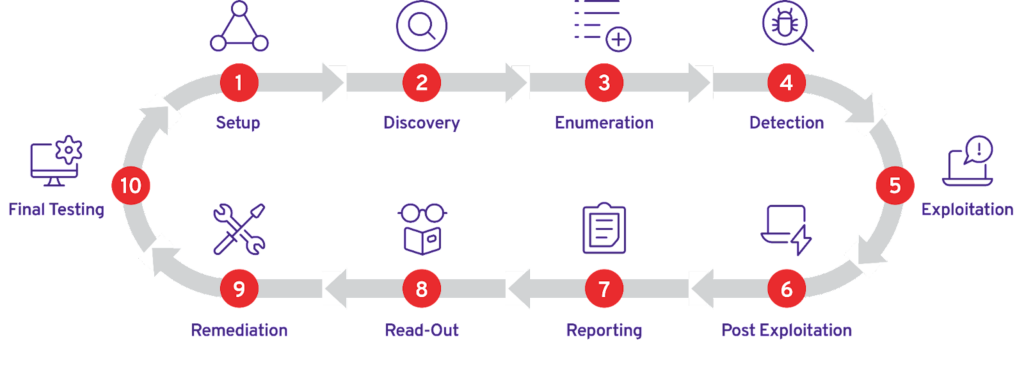 1
Setup
2
Discovery
3
Enumeration
4
Detection
5
Exploitation
6
Post Exploitation
7
Reporting
8
Read-Out
9
Remediation
10
Final Testing